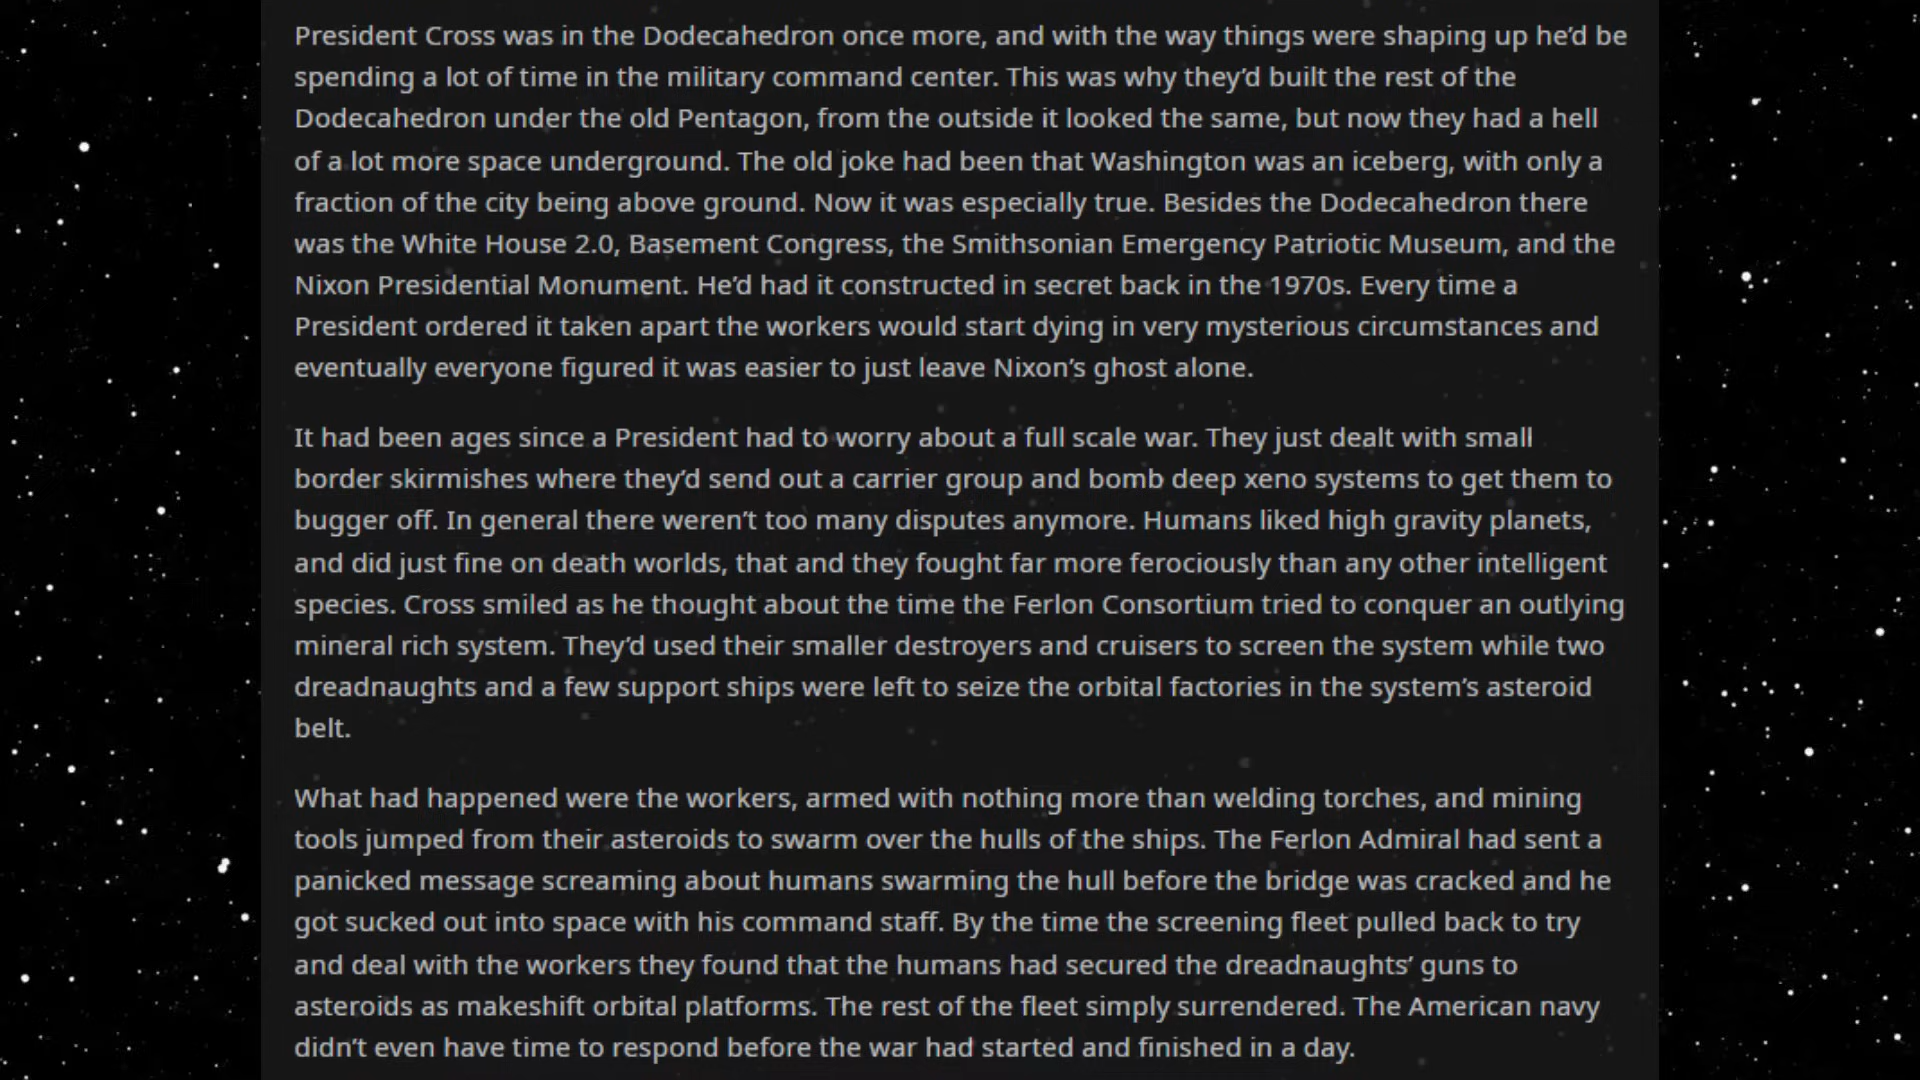 President Cross was in the Dodecahedron once more, and with the way things were shaping up he’d be
spending a lot of time in the military command center. This was why they’d built the rest of the
Dodecahedron under the old Pentagon, from the outside it looked the same, but now they had a hell
of a lot more space underground. The old joke had been that Washington was an iceberg, with only a
fraction of the city being above ground. Now it was especially true. Besides the Dodecahedron there
was the White House 2.0, Basement Congress, the Smithsonian Emergency Patriotic Museum, and the
Nixon Presidential Monument. He’d had it constructed in secret back in the 1970s. Every time a
President ordered it taken apart the workers would start dying in very mysterious circumstances and
eventually everyone figured it was easier to just leave Nixon’s ghost alone.
It had been ages since a President had to worry about a full scale war. They just dealt with small
border skirmishes where they’d send out a carrier group and bomb deep xeno systems to get them to
bugger off. In general there weren’t too many disputes anymore. Humans liked high gravity planets,
and did just fine on death worlds, that and they fought far more ferociously than any other intelligent
species. Cross smiled as he thought about the time the Ferlon Consortium tried to conquer an outlying
mineral rich system. They’d used their smaller destroyers and cruisers to screen the system while two
dreadnaughts and a few support ships were left to seize the orbital factories in the system’s asteroid
belt.
What had happened were the workers, armed with nothing more than welding torches, and mining
tools jumped from their asteroids to swarm over the hulls of the ships. The Ferlon Admiral had sent a
panicked message screaming about humans swarming the hull before the bridge was cracked and he
got sucked out into space with his command staff. By the time the screening fleet pulled back to try
and deal with the workers they found that the humans had secured the dreadnaughts’ guns to
asteroids as makeshift orbital platforms. The rest of the fleet simply surrendered. The American navy
didn’t even have time to respond before the war had started and finished in a day.